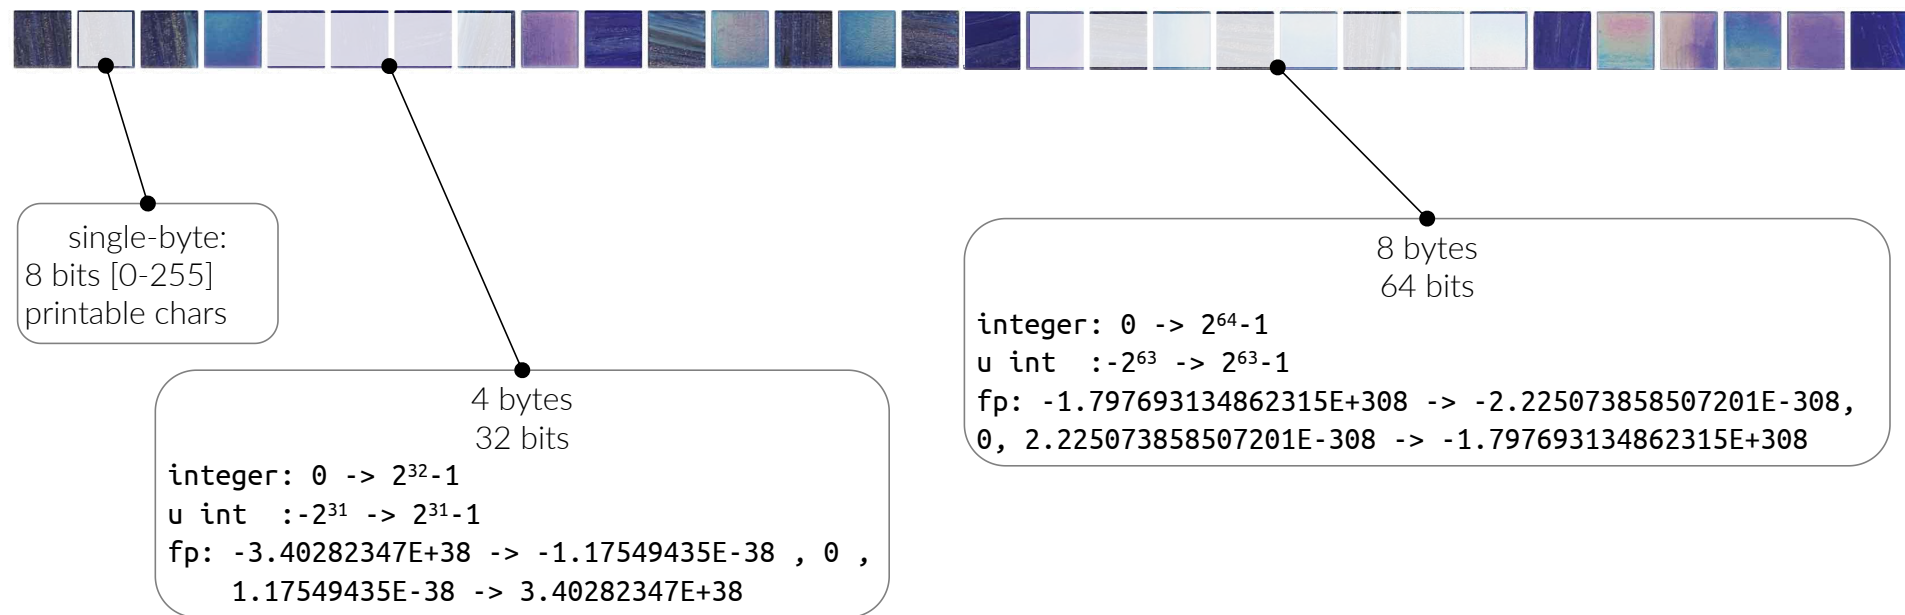 single-byte:
8 bits [0-255]
printable chars
4 bytes
32 bits
integer: 0 -> 2³²-1
u int  :-2³¹ -> 2³¹-1
fp: -3.40282347E+38 -> -1.17549435E-38 , 0 ,
1.17549435E-38 -> 3.40282347E+38
8 bytes
64 bits
integer: 0 -> 2⁶⁴-1
u int  :-2⁶³ -> 2⁶³-1
fp: -1.797693134862315E+308 -> -2.225073858507201E-308,
0, 2.225073858507201E-308 -> -1.797693134862315E+308